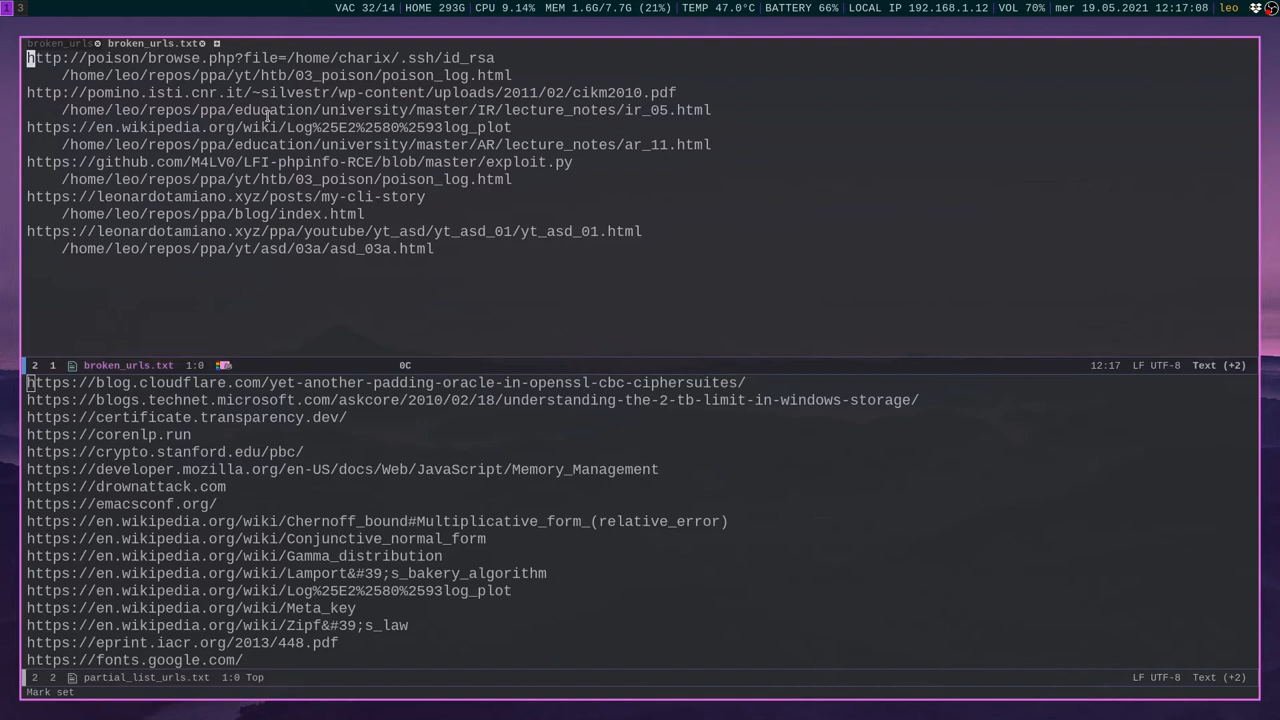 1 3 VAC 32/14 | HOME 293G | CPU 9.14% MEM 1.6G/7.7G (21%) | TEMP 47.0°C | BATTERY 66% | LOCAL IP 192.168.1.12 | VOL 70% | mer 19.05.2021 12:17:08 | leo
broken_urls broken_urls.txt
http://poison/browse.php?file=/home/charix/.ssh/id_rsa
/home/leo/repos/ppa/yt/htb/03_poison/poison_log.html
http://pomino.isti.cnr.it/~silvestr/wp-content/uploads/2011/02/cikm2010.pdf
/home/leo/repos/ppa/education/university/master/IR/lecture_notes/ir_05.html
https://en.wikipedia.org/wiki/Log%25E2%2580%2593log_plot
/home/leo/repos/ppa/education/university/master/AR/lecture_notes/ar_11.html
https://github.com/M4LV0/LFI-phpinfo-RCE/blob/master/exploit.py
/home/leo/repos/ppa/yt/htb/03_poison/poison_log.html
https://leonardotamiano.xyz/posts/my-cli-story
/home/leo/repos/ppa/blog/index.html
https://leonardotamiano.xyz/ppa/youtube/yt_asd/yt_asd_01/yt_asd_01.html
/home/leo/repos/ppa/yt/asd/03a/asd_03a.html
2 1 broken_urls.txt 1:0 0C 12:17 LF UTF-8 Text (+2)
https://blog.cloudflare.com/yet-another-padding-oracle-in-openssl-cbc-ciphersuites/
https://blogs.technet.microsoft.com/askcore/2010/02/18/understanding-the-2-tb-limit-in-windows-storage/
https://certificate.transparency.dev/
https://corenlp.run
https://crypto.stanford.edu/pbc/
https://developer.mozilla.org/en-US/docs/Web/JavaScript/Memory_Management
https://drownattack.com
https://emacsconf.org/
https://en.wikipedia.org/wiki/Chernoff_bound#Multiplicative_form_(relative_error)
https://en.wikipedia.org/wiki/Conjunctive_normal_form
https://en.wikipedia.org/wiki/Gamma_distribution
https://en.wikipedia.org/wiki/Lamport&#39;s_bakery_algorithm
https://en.wikipedia.org/wiki/Log%25E2%2580%2593log_plot
https://en.wikipedia.org/wiki/Meta_key
https://en.wikipedia.org/wiki/Zipf&#39;s_law
https://eprint.iacr.org/2013/448.pdf
https://fonts.google.com/
2 2 partial_list_urls.txt 1:0 Top LF UTF-8 Text (+2)
Mark set